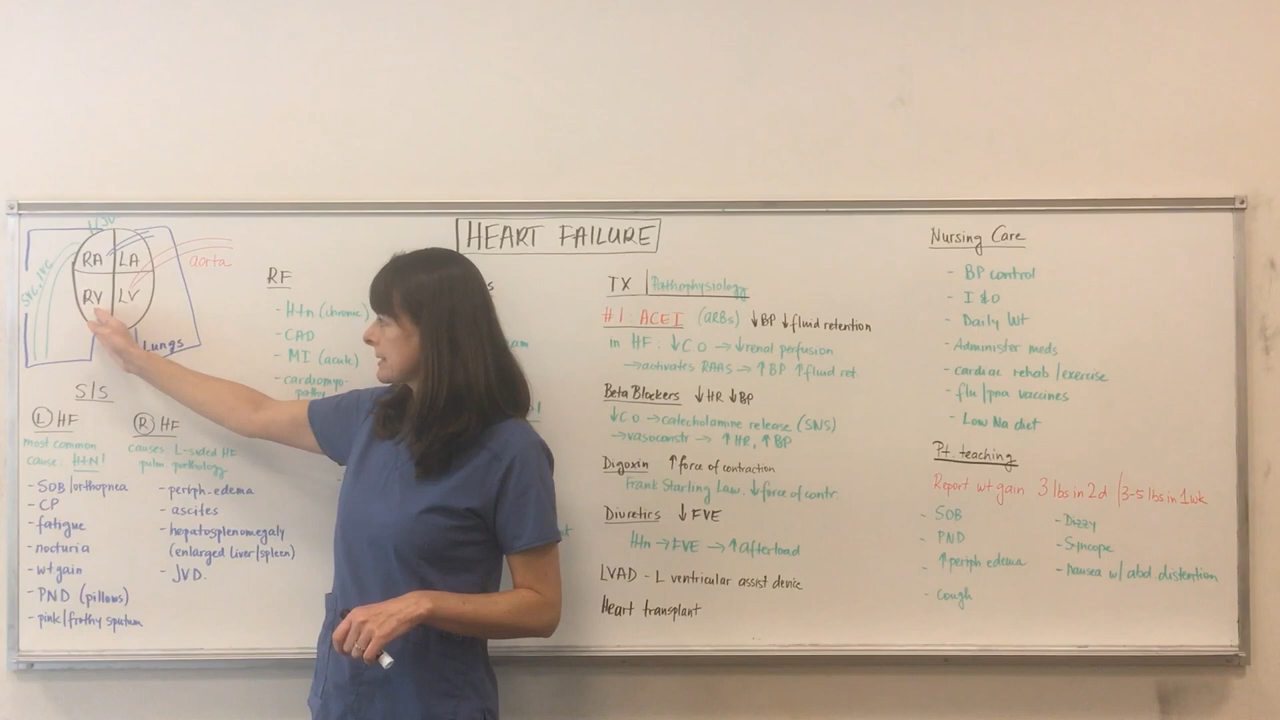 HEART FAILURE
SVC, IVC
RA LA
RV LV
aorta
Lungs
S/S
Ⓛ HF
most common
cause: HTN!
- SOB/orthopnea
- CP
- fatigue
- nocturia
- wt gain
- PND (pillows)
- pink/frothy sputum
Ⓡ HF
causes L-sided HF
pulm. pathology
- periph. edema
- ascites
- hepatosplenomegaly
(enlarged liver/spleen)
- JVD.
RF
- Htn (chronic)
- CAD
- MI (acute)
- cardiomyo-
pathy
TX | Pathophysiology
#1: ACEI (ARBs) ↓BP ↓fluid retention
in HF: ↓CO → ↓renal perfusion
→activates RAAS → ↑BP ↑fluid ret
Beta Blockers ↓HR ↓BP
↓CO → catecholamine release (SNS)
→vasoconstr → ↑HR, ↑BP
Digoxin ↑force of contraction
Frank Starling Law. ↓force of contr.
Diuretics ↓FVE
Htn → FVE → ↑afterload
LVAD - L ventricular assist device
Heart transplant
Nursing Care
- BP control
- I & O
- Daily Wt
- Administer meds
- cardiac rehab/exercise
- flu/pna vaccines
- Low Na diet
Pt. teaching
Report wt gain 3 lbs in 2d /3-5 lbs in 1wk
- SOB
- PND
- ↑periph edema
- Cough
- Dizzy
- Syncope
- Nausea w/ abd. distention